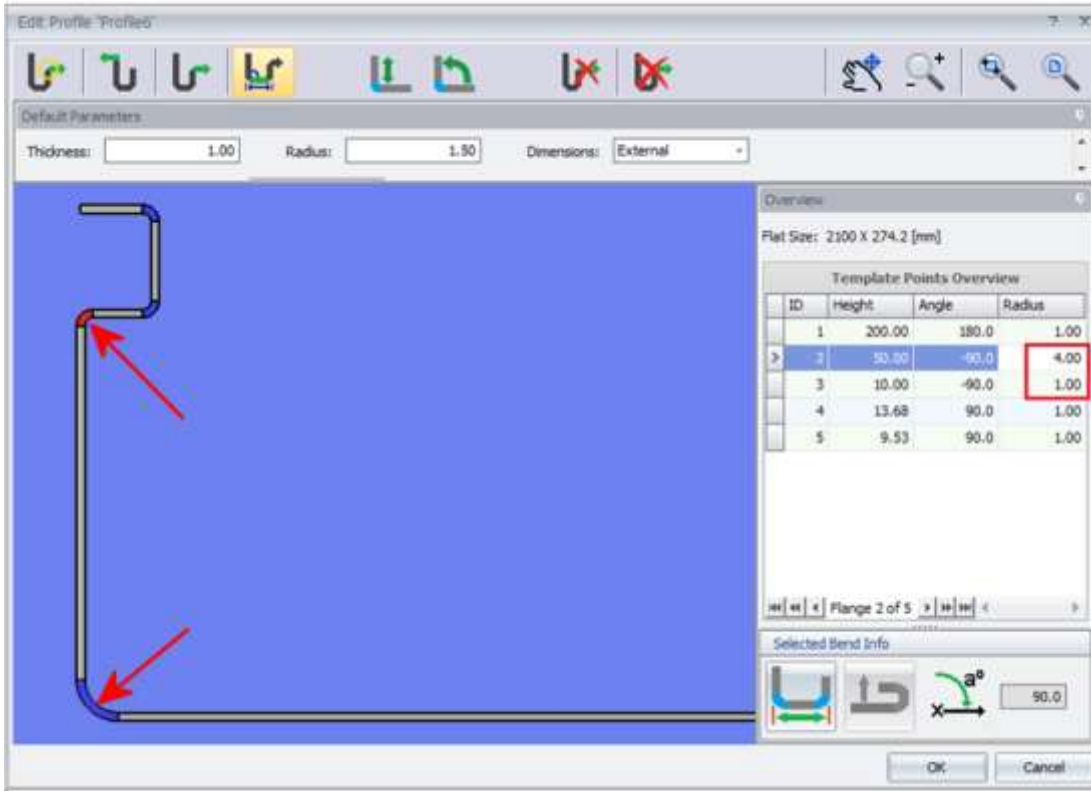 Edit Profile 'Profile6'
? X
Default Parameters
Thickness: 1.00 Radius: 1.50 Dimensions: External
Overview
Flat Size: 2100 X 274.2 [mm]
Template Points Overview
ID Height Angle Radius
1 200.00 180.0 1.00
> 2 50.00 -90.0 4.00
3 10.00 -90.0 1.00
4 13.68 90.0 1.00
5 9.53 90.0 1.00
Flange 2 of 5
Selected Bend Info
a°
x
90.0
OK Cancel